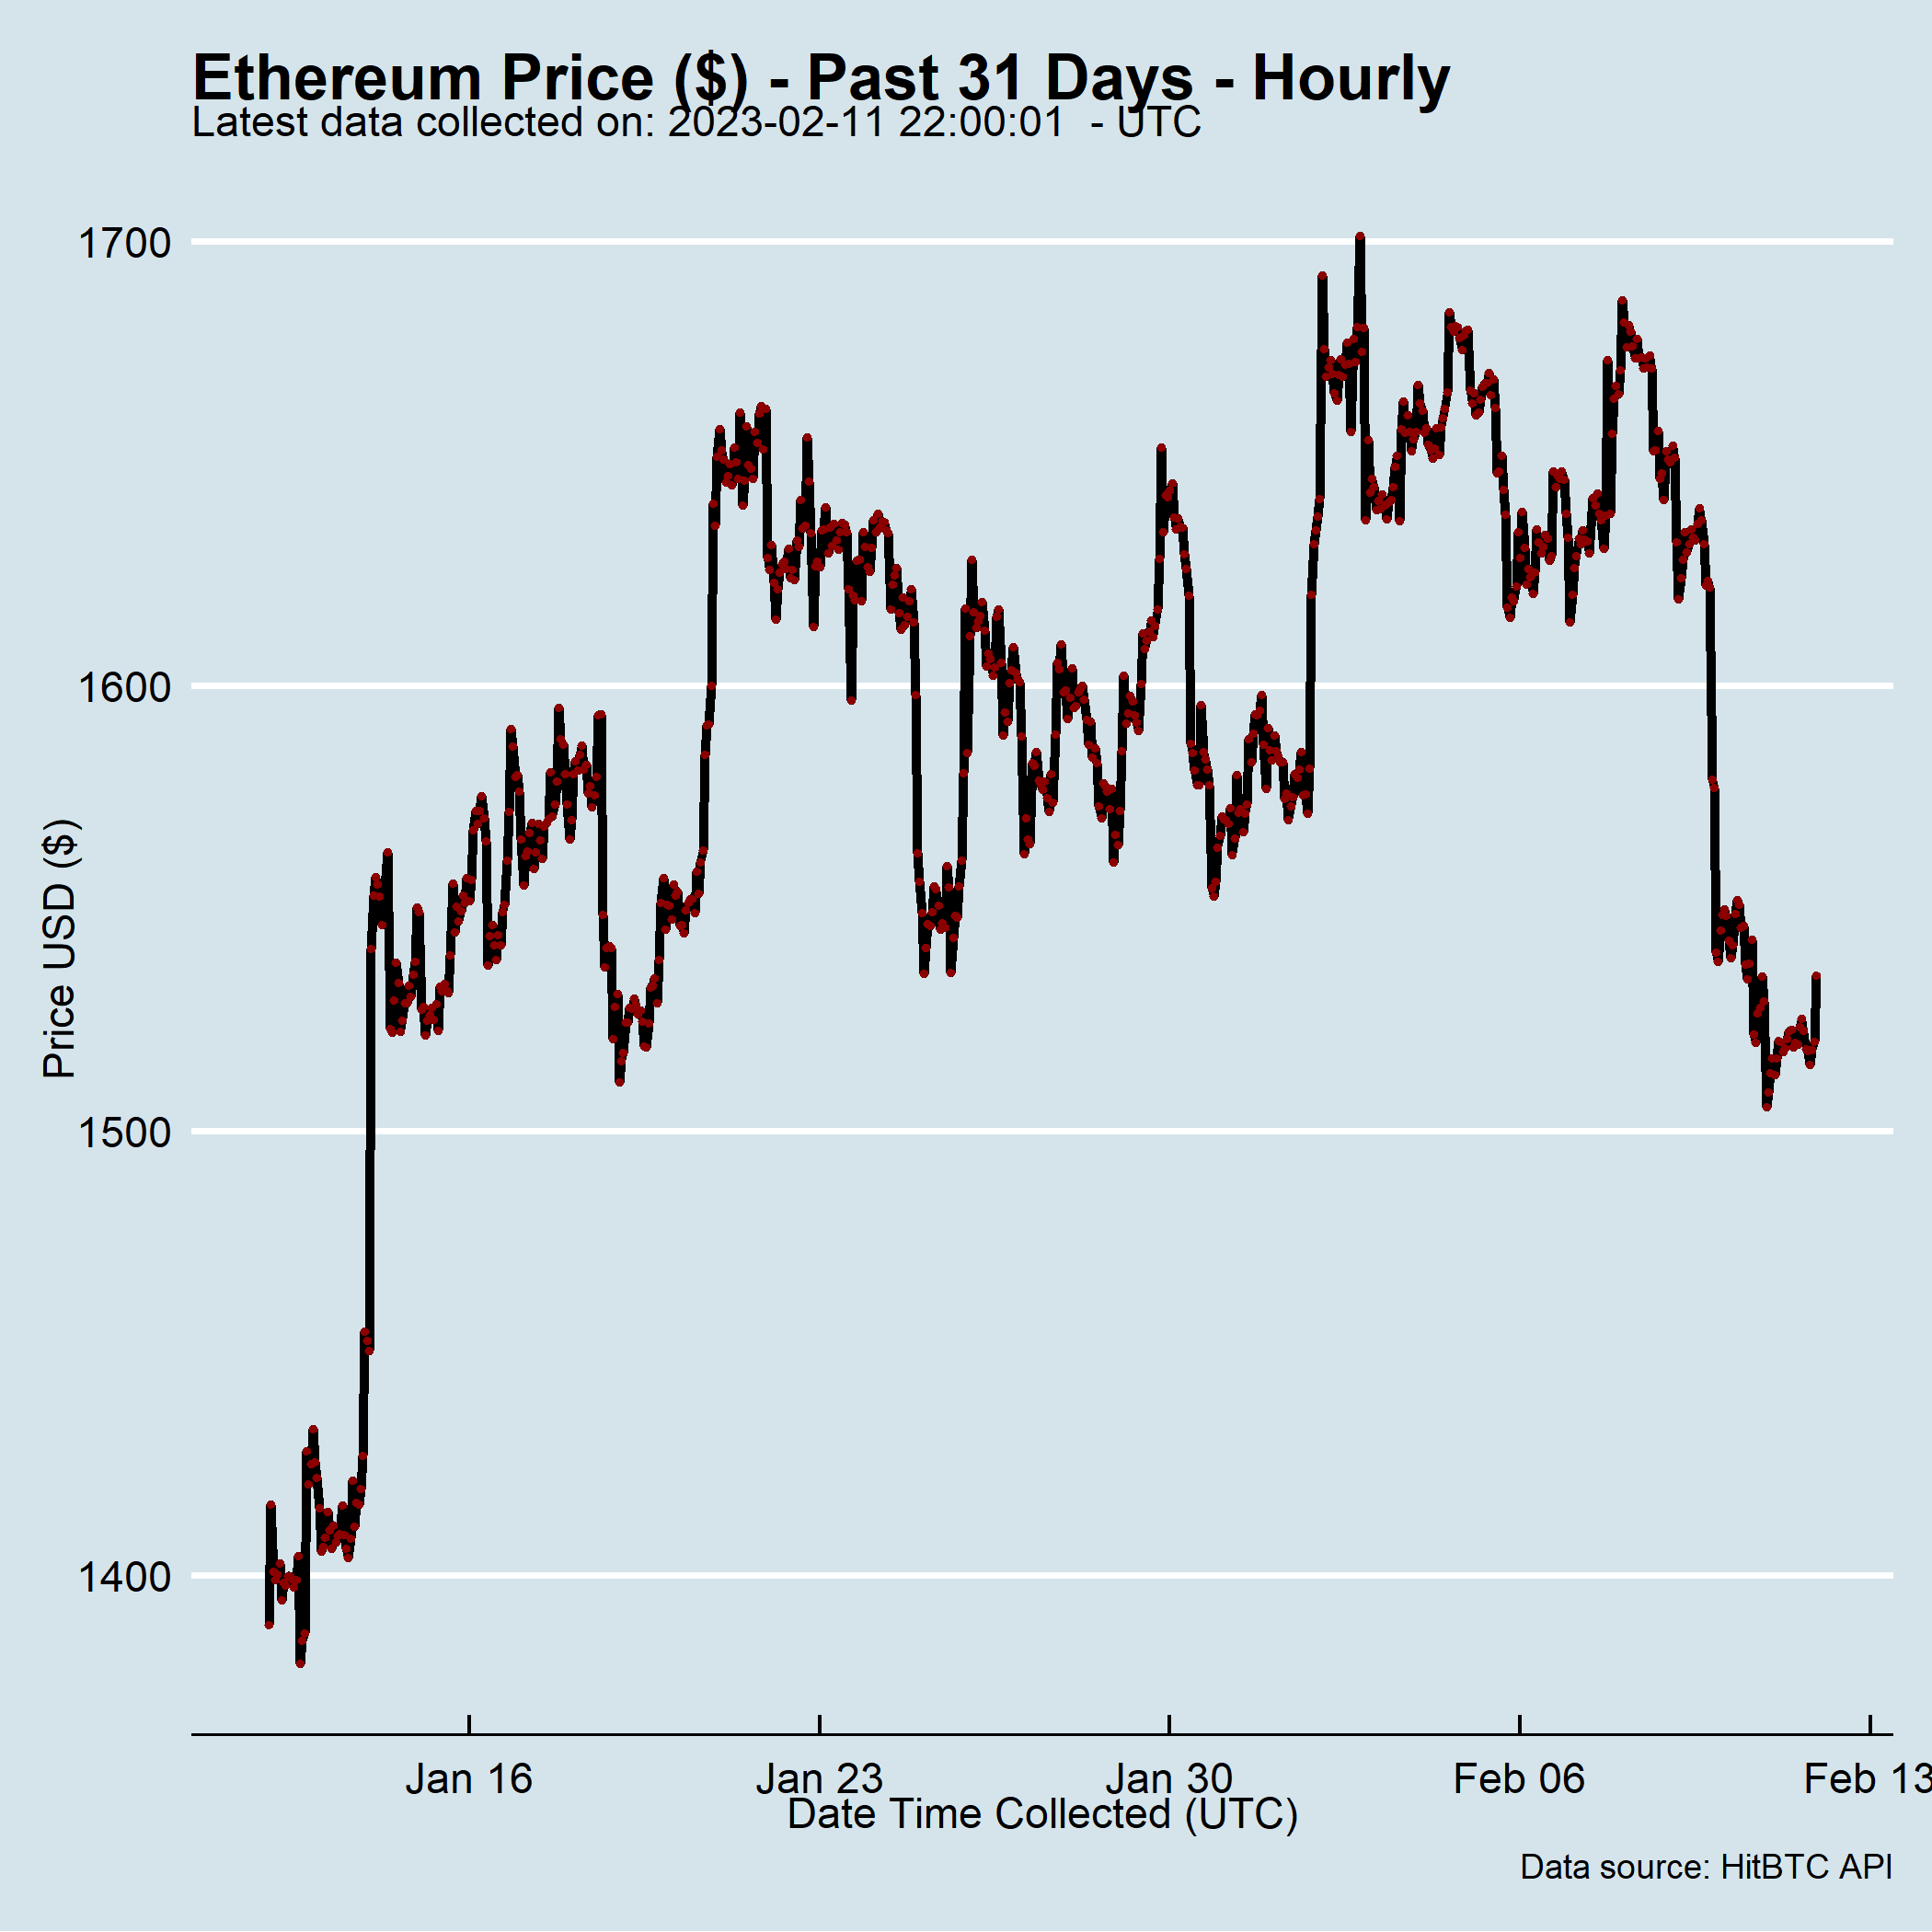 Ethereum Price ($) - Past 31 Days - Hourly
Latest data collected on: 2023-02-11 22:00:01  - UTC
1700
1600
1500
1400
Price USD ($)
Jan 16
Jan 23
Jan 30
Feb 06
Feb 13
Date Time Collected (UTC)
Data source: HitBTC API